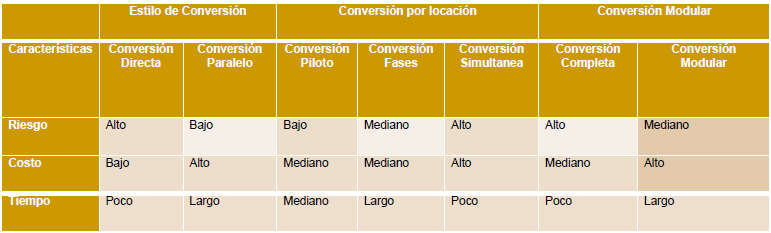 Estilo de Conversión Conversión por locación Conversión Modular
Características Conversión Directa Conversión Paralelo Conversión Piloto Conversión Fases Conversión Simultanea Conversión Completa Conversión Modular
Riesgo Alto Bajo Bajo Mediano Alto Alto Mediano
Costo Bajo Alto Mediano Mediano Alto Mediano Alto
Tiempo Poco Largo Mediano Largo Poco Poco Largo